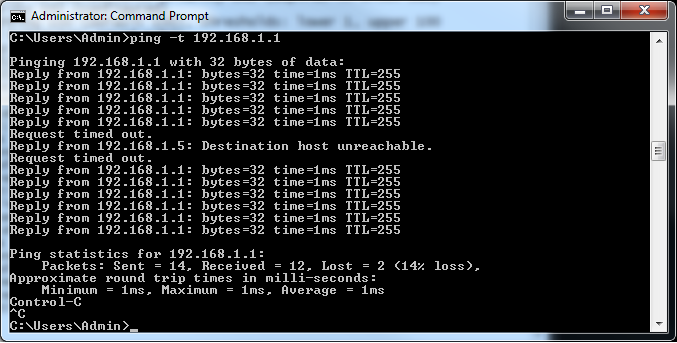 Administrator: Command Prompt
C:\Users\Admin>ping -t 192.168.1.1
Pinging 192.168.1.1 with 32 bytes of data:
Reply from 192.168.1.1: bytes=32 time=1ms TTL=255
Reply from 192.168.1.1: bytes=32 time=1ms TTL=255
Reply from 192.168.1.1: bytes=32 time=1ms TTL=255
Reply from 192.168.1.1: bytes=32 time=1ms TTL=255
Reply from 192.168.1.1: bytes=32 time=1ms TTL=255
Request timed out.
Reply from 192.168.1.5: Destination host unreachable.
Request timed out.
Reply from 192.168.1.1: bytes=32 time=1ms TTL=255
Reply from 192.168.1.1: bytes=32 time=1ms TTL=255
Reply from 192.168.1.1: bytes=32 time=1ms TTL=255
Reply from 192.168.1.1: bytes=32 time=1ms TTL=255
Reply from 192.168.1.1: bytes=32 time=1ms TTL=255
Reply from 192.168.1.1: bytes=32 time=1ms TTL=255
Ping statistics for 192.168.1.1:
Packets: Sent = 14, Received = 12, Lost = 2 (14% loss),
Approximate round trip times in milli-seconds:
Minimum = 1ms, Maximum = 1ms, Average = 1ms
Control-C
^C
C:\Users\Admin>_